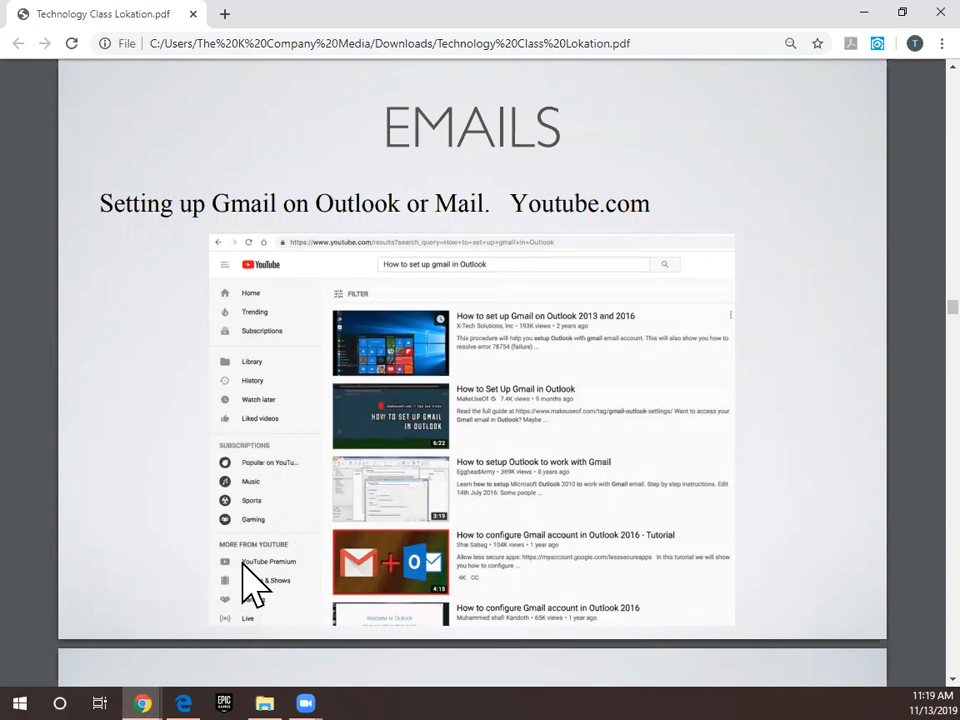 Technology Class Lokation.pdf
File
C:/Users/The%20K%20Company%20Media/Downloads/Technology%20Class%20Lokation.pdf
T
EMAILS
Setting up Gmail on Outlook or Mail. Youtube.com
https://www.youtube.com/results?search_query=How+to+set+up+gmail+in+Outlook
YouTube
How to set up gmail in Outlook
Home
Trending
Subscriptions
Library
History
Watch later
Liked videos
SUBSCRIPTIONS
Popular on YouTu...
Music
Sports
Gaming
MORE FROM YOUTUBE
YouTube Premium
& Shows
Live
FILTER
How to set up Gmail on Outlook 2013 and 2016
X-Tech Solutions, Inc • 193K views • 2 years ago
This procedure will help you setup Outlook with gmail email account. This will also show you how to
resolve error 78754 (failure) ...
HOW TO SET UP GMAIL
IN OUTLOOK
6:22
How to Set Up Gmail in Outlook
MakeUseOf 7.4K views • 9 months ago
Read the full guide at https://www.makeuseof.com/tag/gmail-outlook-settings/ Want to access your
Gmail email in Outlook? Maybe ...
3:19
How to setup Outlook to work with Gmail
EggheadArmy • 369K views • 8 years ago
Learn how to setup Microsoft Outlook 2010 to work with Gmail email. Step by step instructions. Edit
14th July 2016: Some people ...
4:15
How to configure Gmail account in Outlook 2016 - Tutorial
Shai Sabag • 104K views • 1 year ago
Allow less secure apps: https://myaccount.google.com/lesssecureapps In this tutorial we will show
you how to configure ...
4K CC
Welcome to Outlook
How to configure Gmail account in Outlook 2016
Muhammed shafi Kandoth • 65K views • 1 year ago
EPIC
GAMES
11:19 AM
11/13/2019